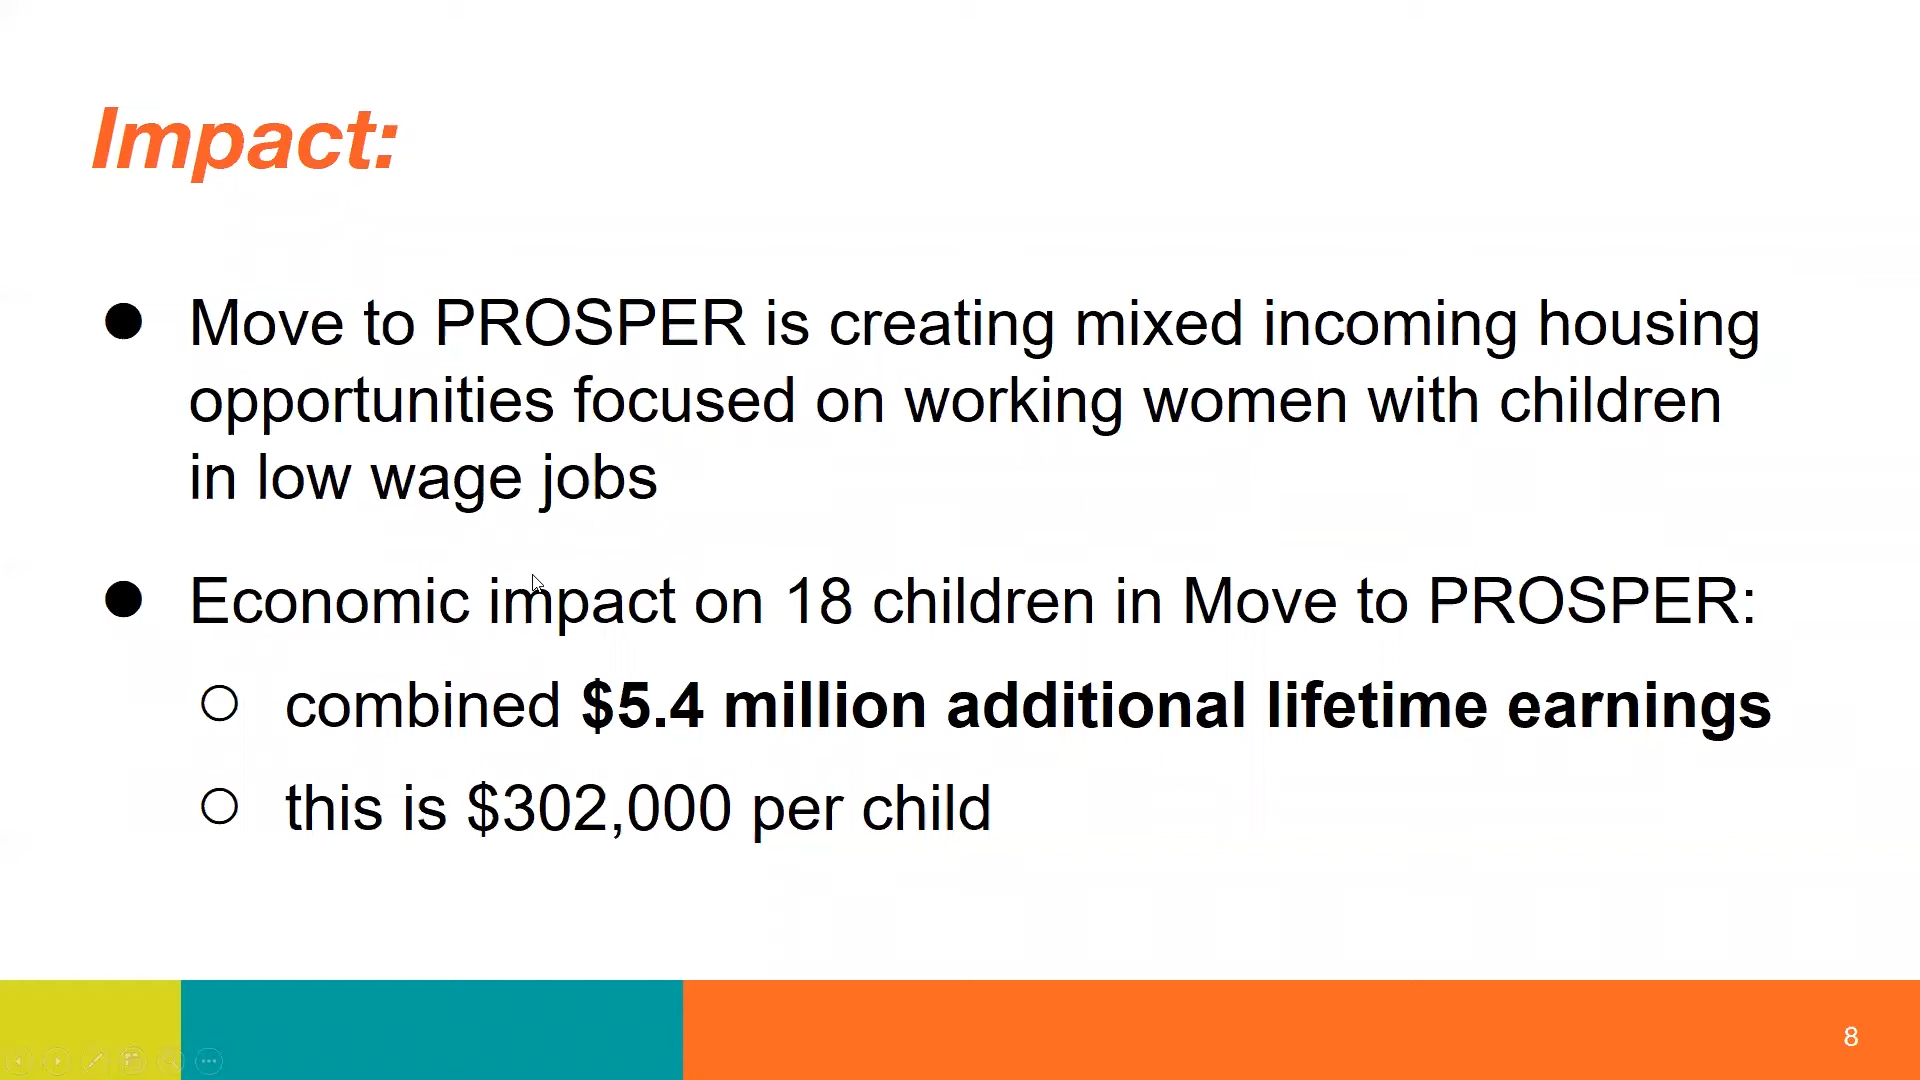 Impact:
● Move to PROSPER is creating mixed incoming housing
opportunities focused on working women with children
in low wage jobs
● Economic impact on 18 children in Move to PROSPER:
○ combined $5.4 million additional lifetime earnings
○ this is $302,000 per child
8